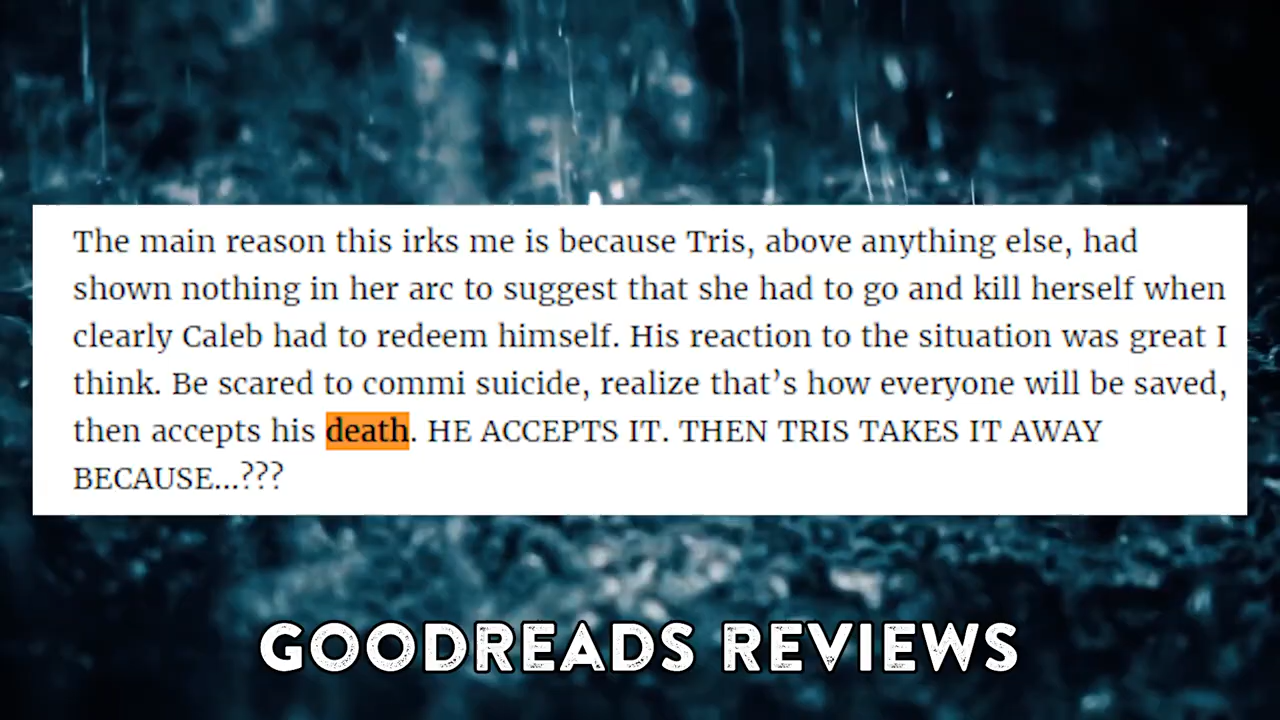 The main reason this irks me is because Tris, above anything else, had
shown nothing in her arc to suggest that she had to go and kill herself when
clearly Caleb had to redeem himself. His reaction to the situation was great I
think. Be scared to commi suicide, realize that’s how everyone will be saved,
then accepts his death. HE ACCEPTS IT. THEN TRIS TAKES IT AWAY
BECAUSE...???
GOODREADS REVIEWS